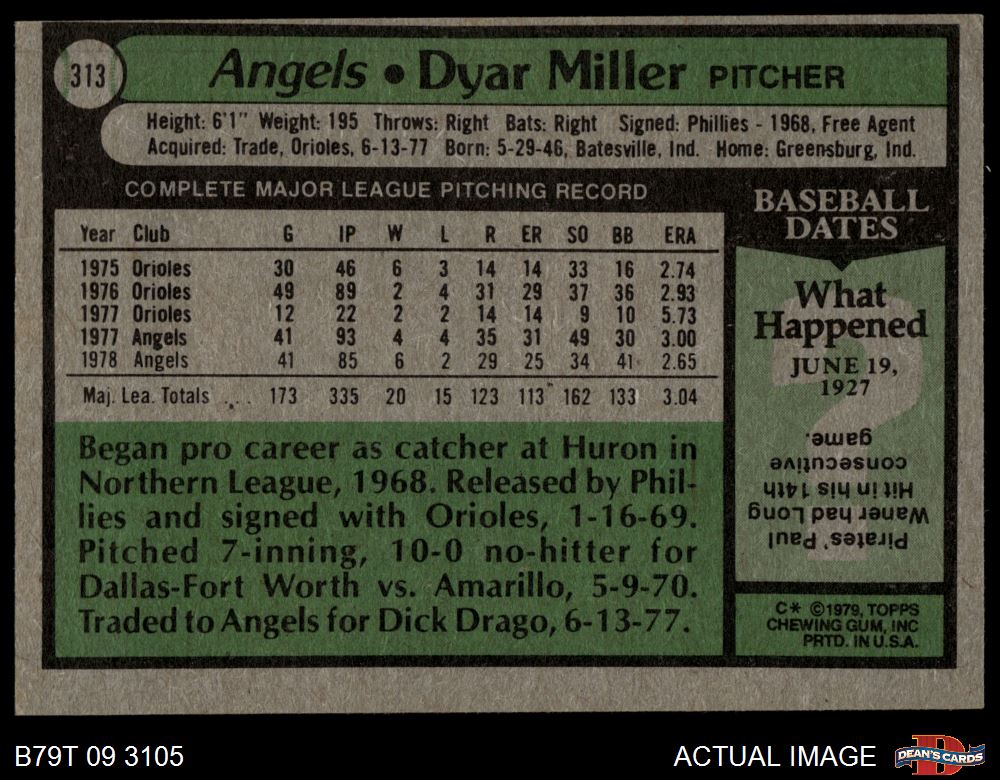 313
Angels • Dyar Miller PITCHER
Height: 6'1" Weight: 195 Throws: Right Bats: Right Signed: Phillies - 1968, Free Agent
Acquired: Trade, Orioles, 6-13-77 Born: 5-29-46, Batesville, Ind. Home: Greensburg, Ind.
COMPLETE MAJOR LEAGUE PITCHING RECORD
Year Club G IP W L R ER SO BB ERA
1975 Orioles 30 46 6 3 14 14 33 16 2.74
1976 Orioles 49 89 2 4 31 29 37 36 2.93
1977 Orioles 12 22 2 2 14 14 9 10 5.73
1977 Angels 41 93 4 4 35 31 49 30 3.00
1978 Angels 41 85 6 2 29 25 34 41 2.65
Maj. Lea. Totals ... 173 335 20 15 123 113 162 133 3.04
Began pro career as catcher at Huron in
Northern League, 1968. Released by Phil-
lies and signed with Orioles, 1-16-69.
Pitched 7-inning, 10-0 no-hitter for
Dallas-Fort Worth vs. Amarillo, 5-9-70.
Traded to Angels for Dick Drago, 6-13-77.
BASEBALL
DATES
What
Happened
JUNE 19,
1927
?
Pirates' Paul
Waner had Long
Hit in his 14th
consecutive
game.
C* ©1979, TOPPS
CHEWING GUM, INC
PRTD. IN U.S.A.
B79T 09 3105
ACTUAL IMAGE
D
DEAN'S CARDS